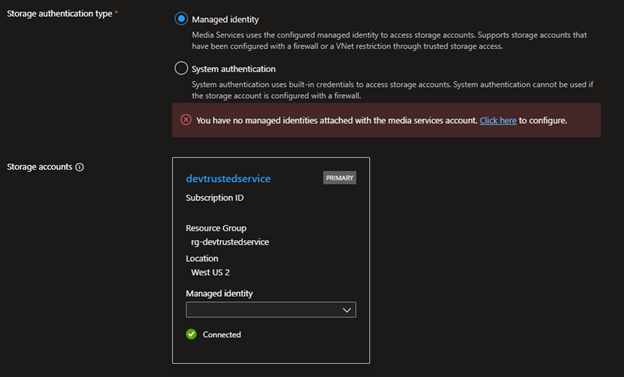 Storage authentication type *
Managed identity
Media Services uses the configured managed identity to access storage accounts. Supports storage accounts that
have been configured with a firewall or a VNet restriction through trusted storage access.
System authentication
System authentication uses built-in credentials to access storage accounts. System authentication cannot be used if
the storage account is configured with a firewall.
You have no managed identities attached with the media services account. Click here to configure.
Storage accounts
devtrustedservice
PRIMARY
Subscription ID
Resource Group
rg-devtrustedservice
Location
West US 2
Managed identity
Connected